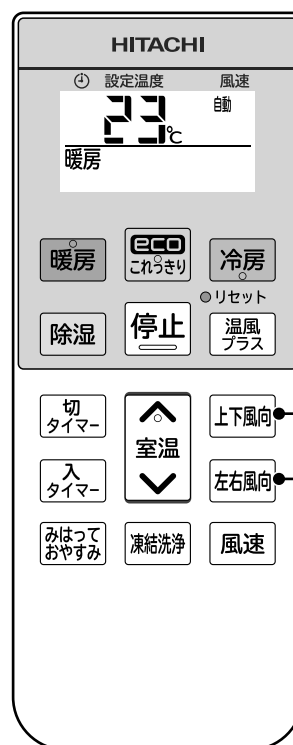 HITACHI
設定温度 風速
23℃ 自動
暖房
暖房
eco
これっきり
冷房
リセット
除湿
停止
温風
プラス
切
タイマー
室温
上下風向
入
タイマー
左右風向
みはって
おやすみ
凍結洗浄
風速